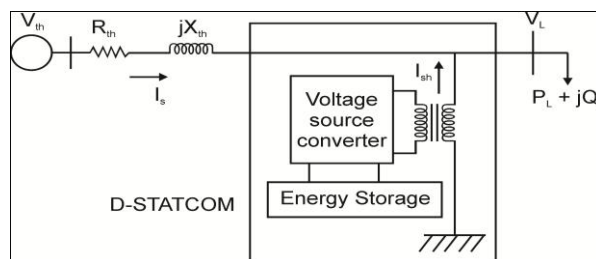 V_th
R_th
jX_th
V_L
I_s
I_sh
Voltage
source
converter
P_L + jQ
Energy Storage
D-STATCOM